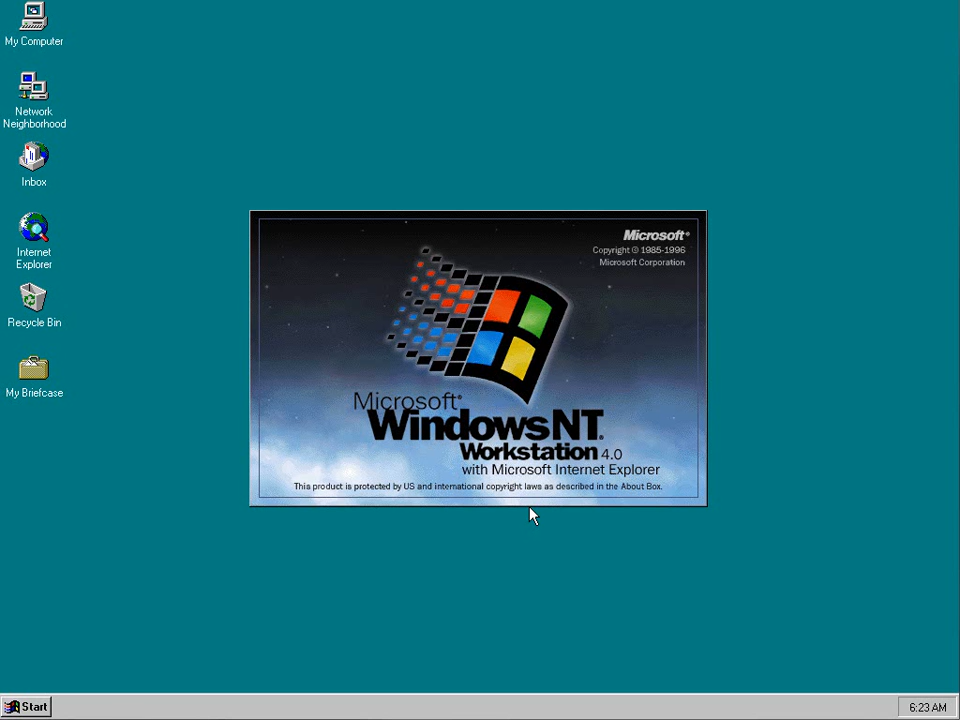 My Computer
Network
Neighborhood
Inbox
Internet
Explorer
Recycle Bin
My Briefcase
Microsoft®
Copyright © 1985-1996
Microsoft Corporation
Microsoft®
Windows NT®
Workstation 4.0
with Microsoft Internet Explorer
This product is protected by US and international copyright laws as described in the About Box.
Start
6:23 AM